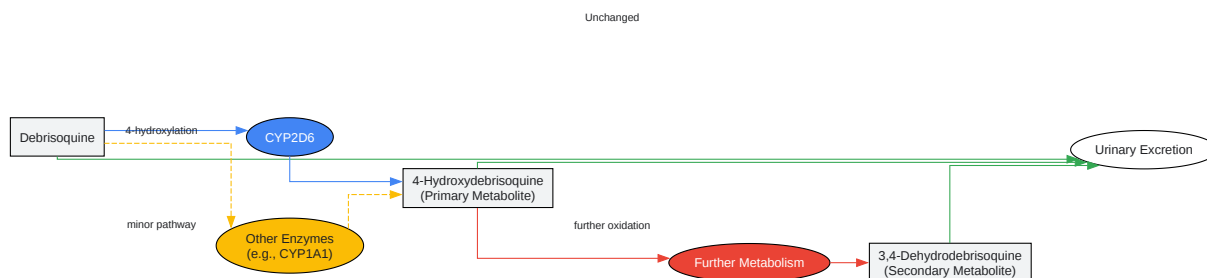 Unchanged
Debrisoquine
4-hydroxylation
CYP2D6
Urinary Excretion
4-Hydroxydebrisoquine
(Primary Metabolite)
minor pathway
further oxidation
Other Enzymes
(e.g., CYP1A1)
Further Metabolism
3,4-Dehydrodebrisoquine
(Secondary Metabolite)